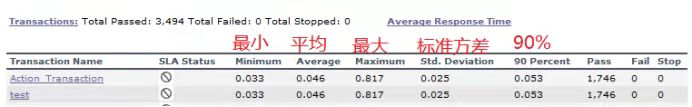 Transactions: Total Passed: 3,494 Total Failed: 0 Total Stopped: 0 Average Response Time
最小 平均 最大 标准方差 90%
Transaction Name SLA Status Minimum Average Maximum Std. Deviation 90 Percent Pass Fail Stop
Action_Transaction 0.033 0.046 0.817 0.025 0.053 1,746 0 0
test 0.033 0.046 0.817 0.025 0.053 1,746 0 0